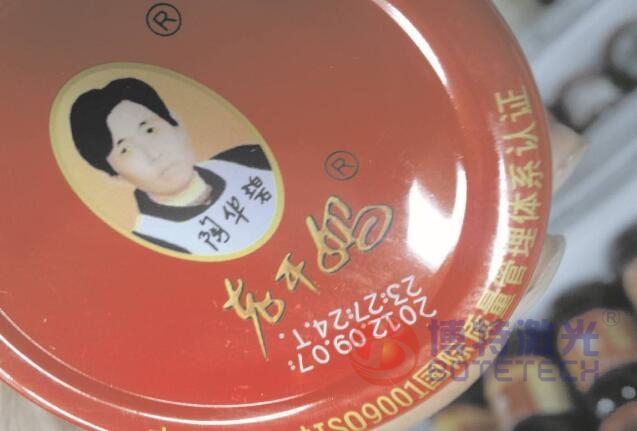 ®
陶华碧
老干妈®
2012.09.07:
23:27:24.T.
ISO9001国际质量管理体系认证
博特激光®
BOTETECH